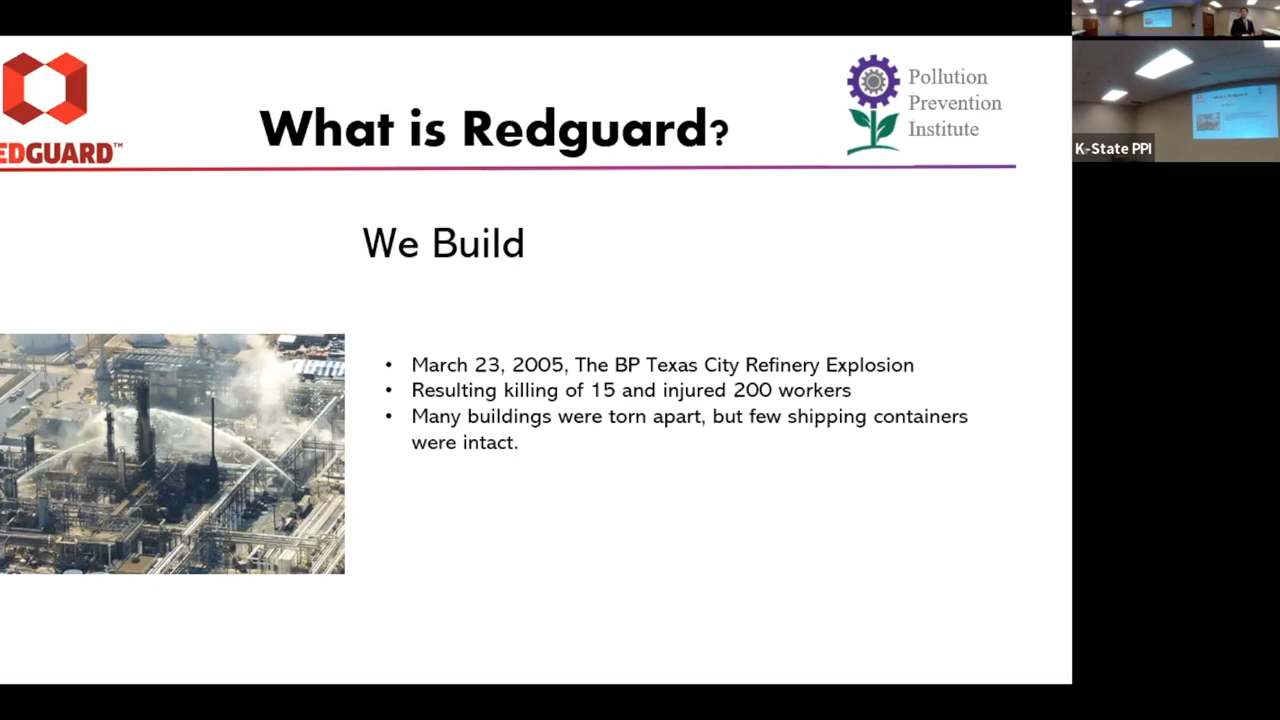 EDGUARD™
What is Redguard?
Pollution
Prevention
Institute
K-State PPI
We Build
• March 23, 2005, The BP Texas City Refinery Explosion
• Resulting killing of 15 and injured 200 workers
• Many buildings were torn apart, but few shipping containers
were intact.